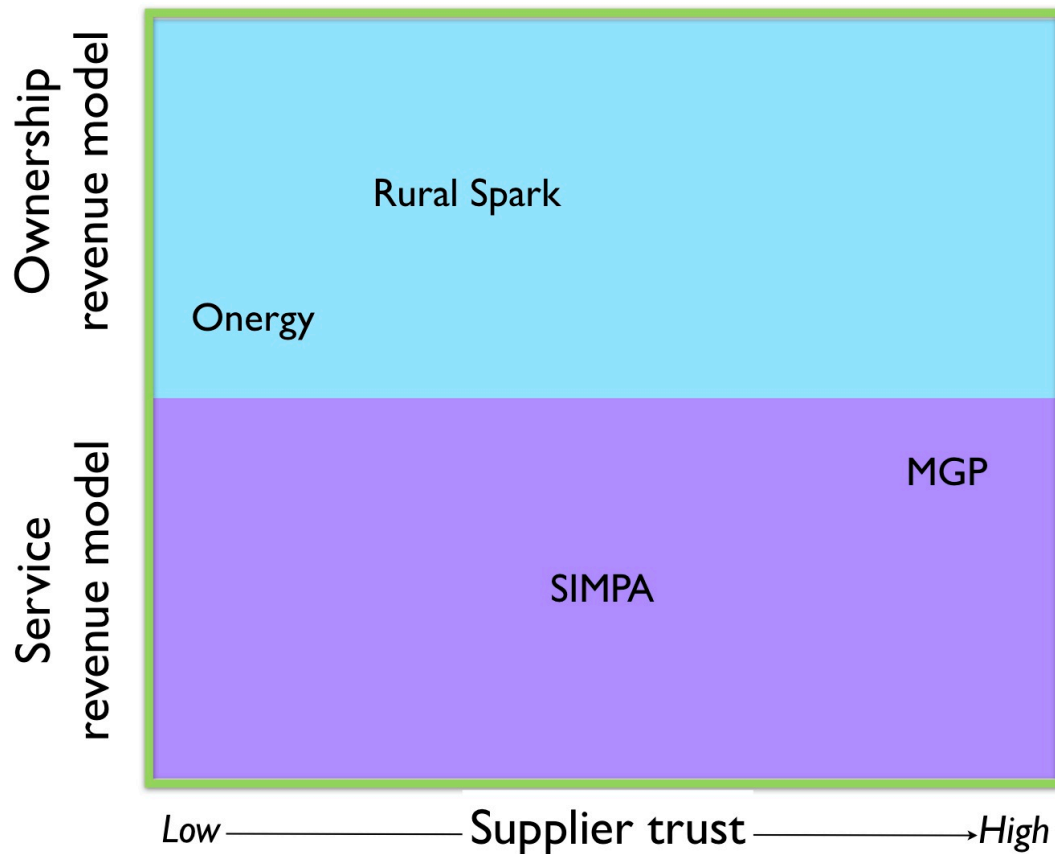 Ownership
revenue model
Rural Spark
Onergy
Service
revenue model
MGP
SIMPA
Low Supplier trust High